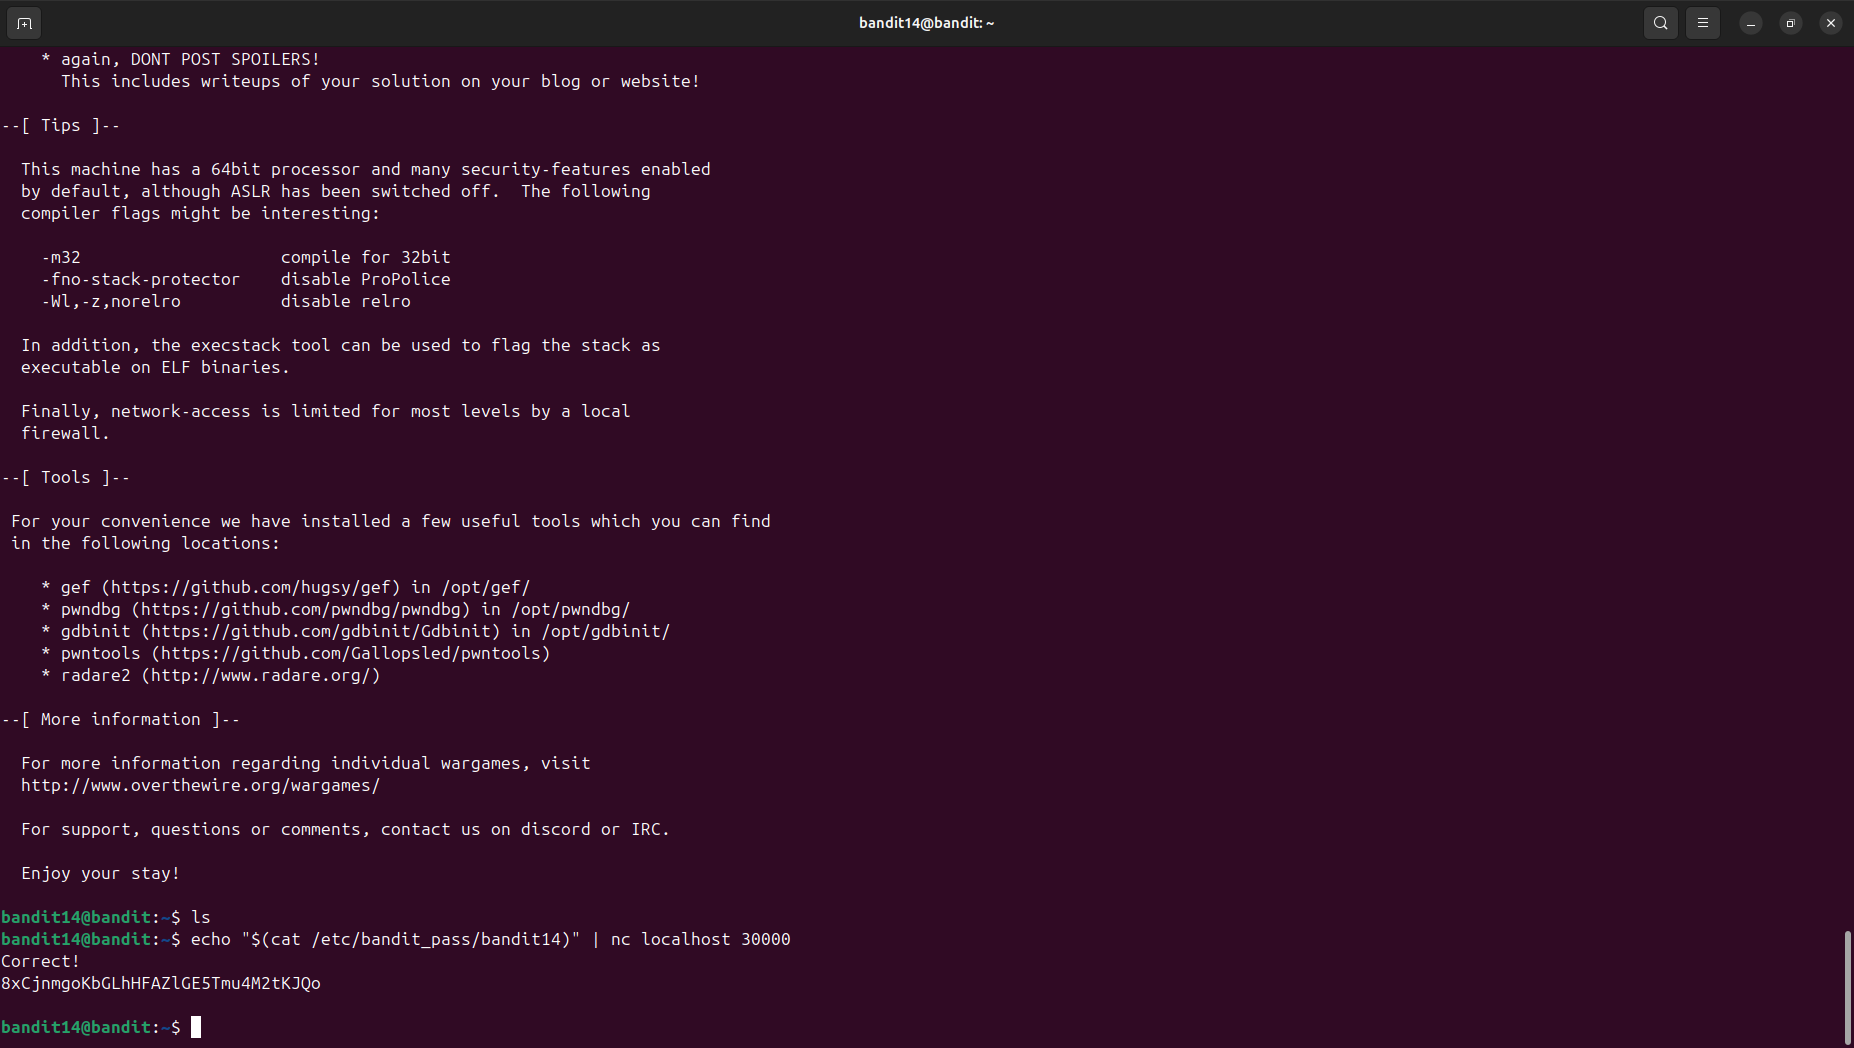 bandit14@bandit: ~
* again, DONT POST SPOILERS!
This includes writeups of your solution on your blog or website!
--[ Tips ]--
This machine has a 64bit processor and many security-features enabled
by default, although ASLR has been switched off.  The following
compiler flags might be interesting:
-m32                    compile for 32bit
-fno-stack-protector    disable ProPolice
-Wl,-z,norelro          disable relro
In addition, the execstack tool can be used to flag the stack as
executable on ELF binaries.
Finally, network-access is limited for most levels by a local
firewall.
--[ Tools ]--
For your convenience we have installed a few useful tools which you can find
in the following locations:
* gef (https://github.com/hugsy/gef) in /opt/gef/
* pwndbg (https://github.com/pwndbg/pwndbg) in /opt/pwndbg/
* gdbinit (https://github.com/gdbinit/Gdbinit) in /opt/gdbinit/
* pwntools (https://github.com/Gallopsled/pwntools)
* radare2 (http://www.radare.org/)
--[ More information ]--
For more information regarding individual wargames, visit
http://www.overthewire.org/wargames/
For support, questions or comments, contact us on discord or IRC.
Enjoy your stay!
bandit14@bandit:~$ ls
bandit14@bandit:~$ echo "$(cat /etc/bandit_pass/bandit14)" | nc localhost 30000
Correct!
8xCjnmgoKbGLhHFAZlGE5Tmu4M2tKJQo
bandit14@bandit:~$